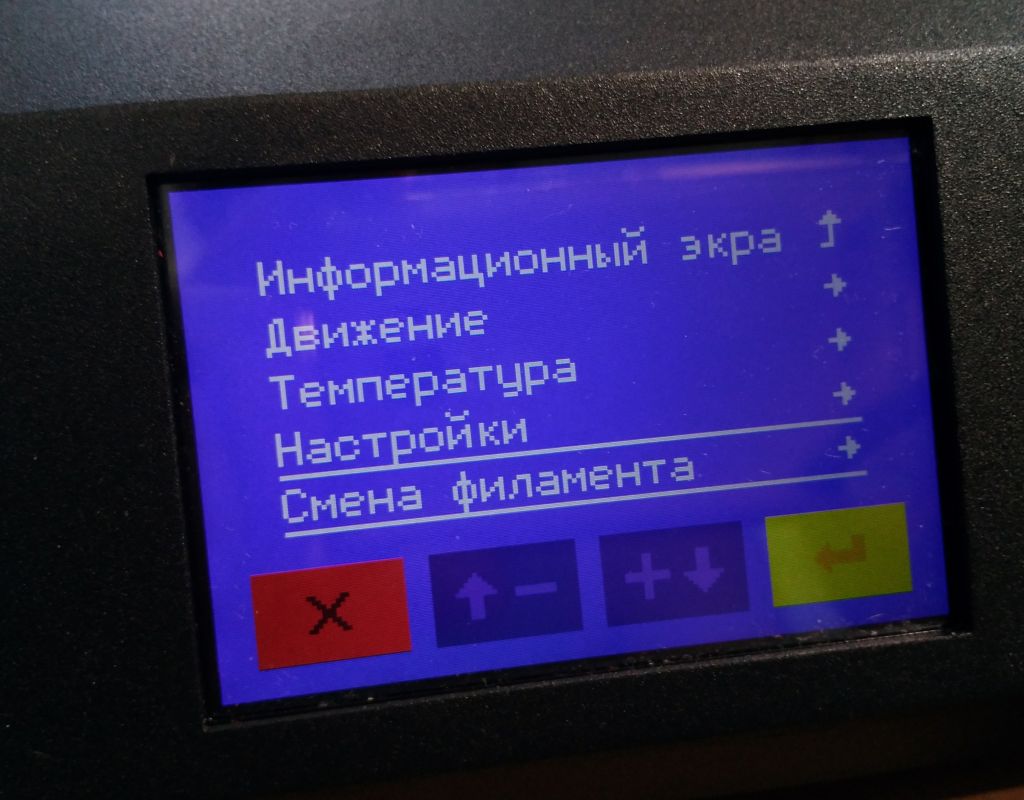 Информационный экра
Движение
Температура
Настройки
Смена филамента